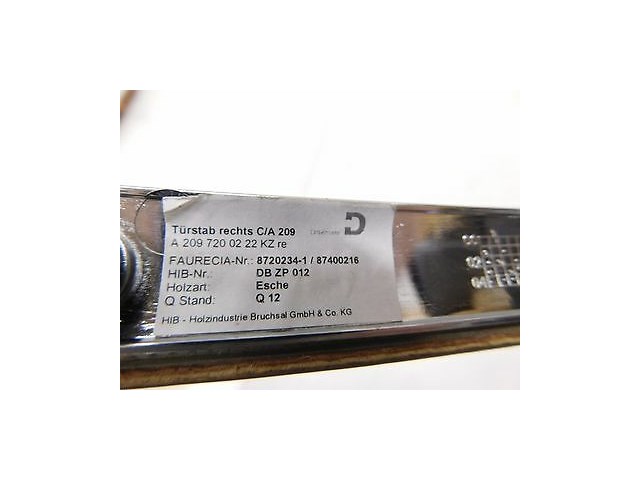 Türstab rechts C/A 209
A 209 720 02 22 KZ re
FAURECIA-Nr.: 8720234-1 / 87400216
HIB-Nr.: DB ZP 012
Holzart: Esche
Q Stand: Q 12
HIB - Holzindustrie Bruchsal GmbH & Co. KG